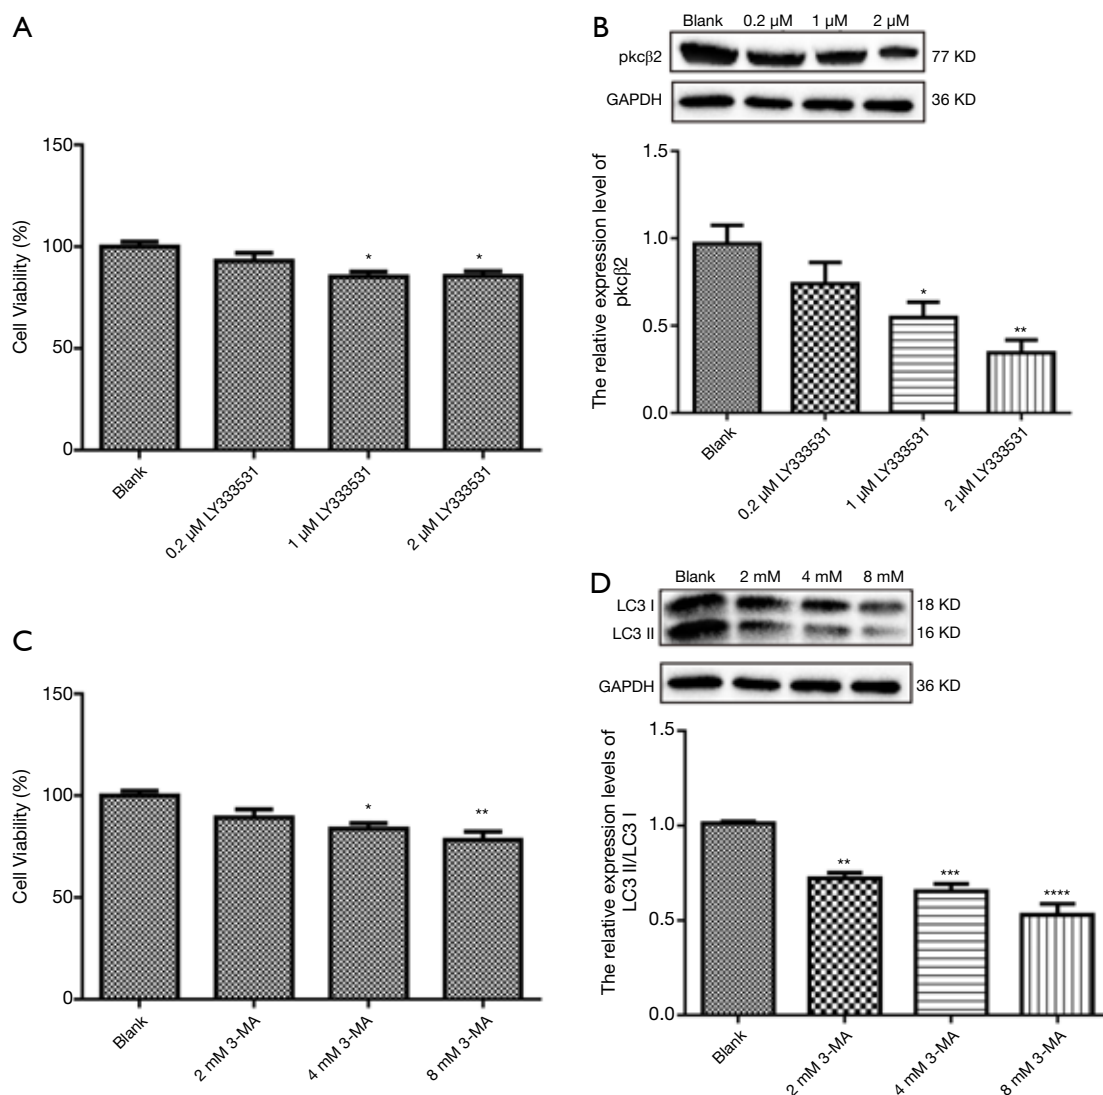 A
150
100
50
0
Cell Viability (%)
*
*
Blank
0.2 µM LY333531
1 µM LY333531
2 µM LY333531
B
Blank 0.2 µM 1 µM 2 µM
pkcβ2 77 KD
GAPDH 36 KD
1.5
1.0
0.5
0.0
The relative expression level of
pkcβ2
*
**
Blank
0.2 µM LY333531
1 µM LY333531
2 µM LY333531
C
150
100
50
0
Cell Viability (%)
*
**
Blank
2 mM 3-MA
4 mM 3-MA
8 mM 3-MA
D
Blank 2 mM 4 mM 8 mM
LC3 I 18 KD
LC3 II 16 KD
GAPDH 36 KD
1.5
1.0
0.5
0.0
The relative expression levels of
LC3 II/LC3 I
**
***
****
Blank
2 mM 3-MA
4 mM 3-MA
8 mM 3-MA